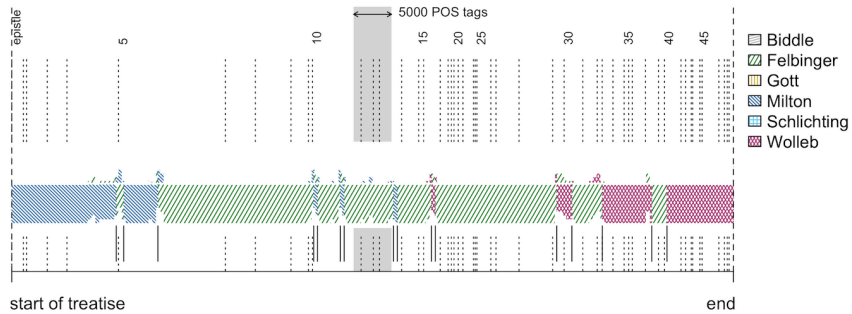 epistle
5
10
5000 POS tags
15
20
25
30
35
40
45
Biddle
Felbinger
Gott
Milton
Schlichting
Wolleb
start of treatise
end